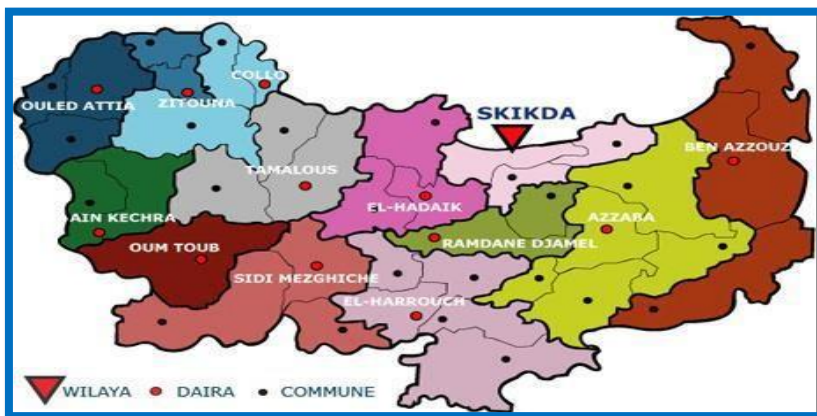 COLLO
OULED ATTIA
ZITOUNA
SKIKDA
BEN AZZOUZ
TAMALOUS
EL-HADAIK
AIN KECHRA
AZZABA
OUM TOUB
RAMDANE DJAMEL
SIDI MEZGHICHE
EL-HARROUCH
WILAYA DAIRA COMMUNE